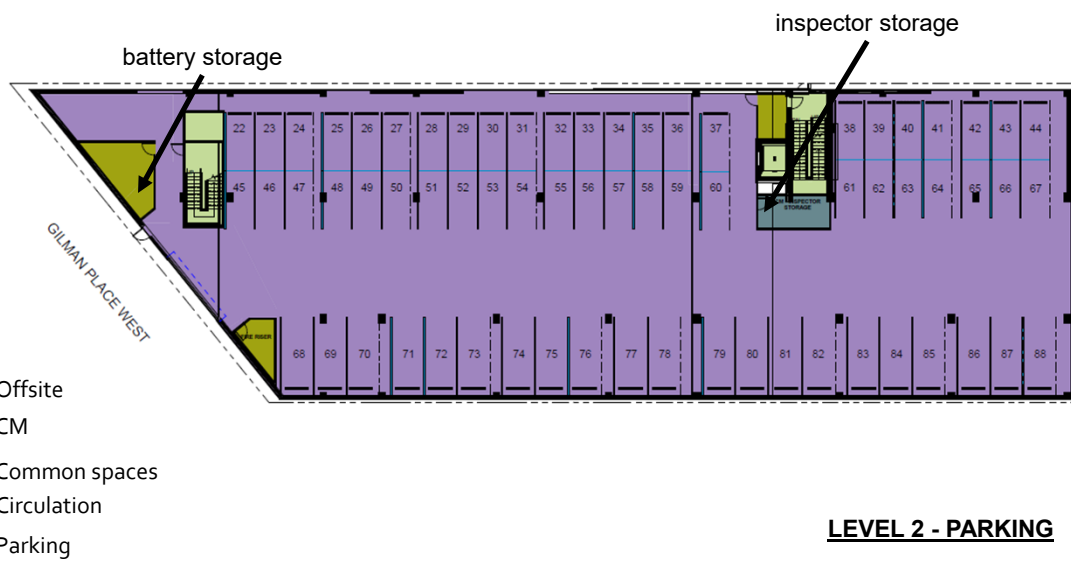 inspector storage
battery storage
22 23 24 25 26 27 28 29 30 31 32 33 34 35 36 37 38 39 40 41 42 43 44
45 46 47 48 49 50 51 52 53 54 55 56 57 58 59 60 61 62 63 64 65 66 67
INSPECTOR
STORAGE
GILMAN PLACE WEST
RISER
68 69 70 71 72 73 74 75 76 77 78 79 80 81 82 83 84 85 86 87 88
Offsite
CM
Common spaces
Circulation
LEVEL 2 - PARKING
Parking